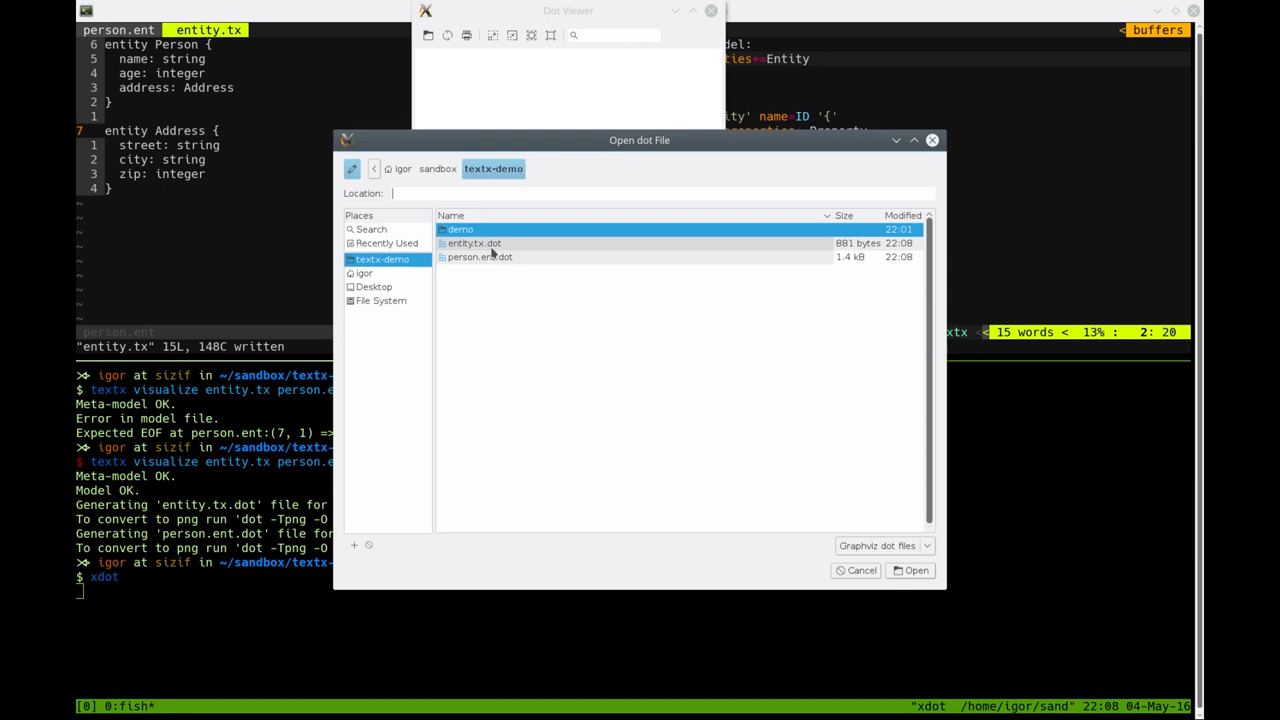 Dot Viewer
person.ent entity.tx
< buffers
6 entity Person {
5 name: string
4 age: integer
3 address: Address
2 }
1
7 entity Address {
1 street: string
2 city: string
3 zip: integer
4 }
~
~
~
~
~
~
~
~
~
del:
ties+=Entity
ity' name=ID '{'
Open dot File
< igor sandbox textx-demo
Location:
Places
Search
Recently Used
textx-demo
igor
Desktop
File System
Name Size Modified
demo 22:01
entity.tx.dot 881 bytes 22:08
person.ent.dot 1.4 kB 22:08
Graphviz dot files
Cancel Open
person.ent
xtx < 15 words < 13% : 2: 20
"entity.tx" 15L, 148C written
igor at sizif in ~/sandbox/textx-
$ textx visualize entity.tx person.e
Meta-model OK.
Error in model file.
Expected EOF at person.ent:(7, 1) =>
igor at sizif in ~/sandbox/textx-
$ textx visualize entity.tx person.e
Meta-model OK.
Model OK.
Generating 'entity.tx.dot' file for
To convert to png run 'dot -Tpng -O
Generating 'person.ent.dot' file for
To convert to png run 'dot -Tpng -O
igor at sizif in ~/sandbox/textx-
$ xdot
[0] 0:fish*
"xdot /home/igor/sand" 22:08 04-May-16